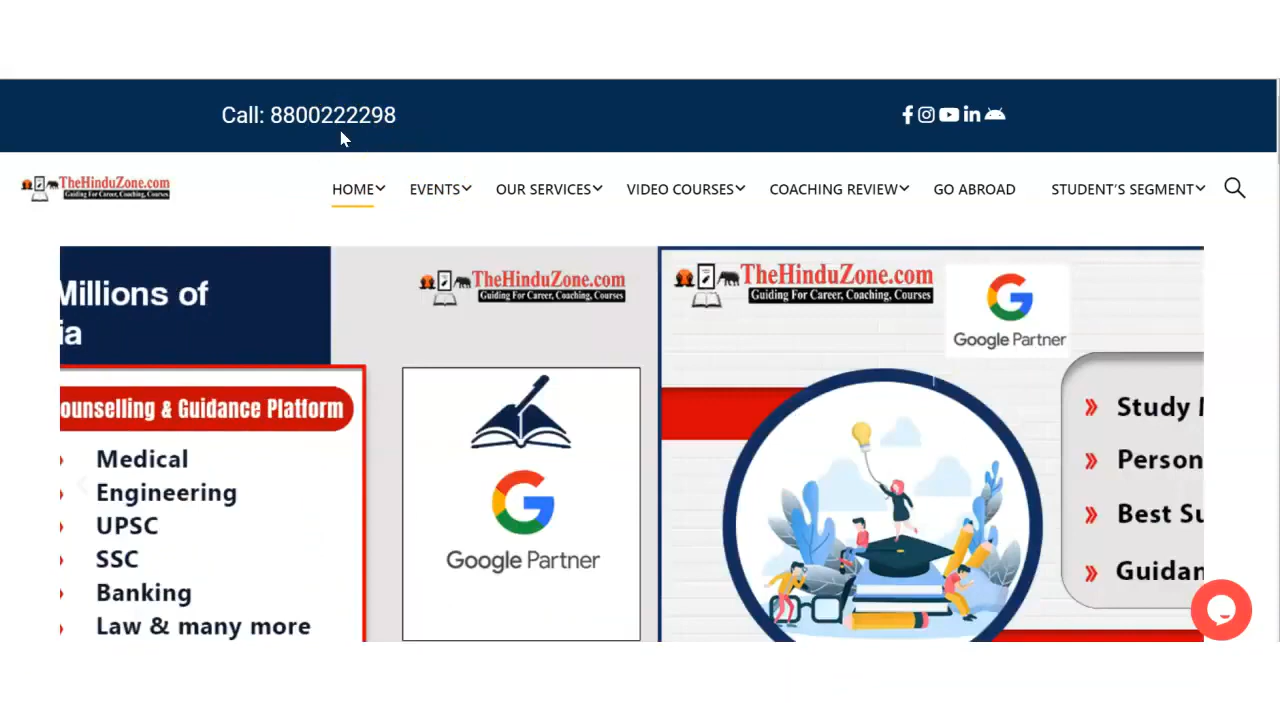 Call: 8800222298
TheHinduZone.com
Guiding For Career, Coaching, Courses
HOME EVENTS OUR SERVICES VIDEO COURSES COACHING REVIEW GO ABROAD STUDENT'S SEGMENT
Millions of
ia
ounselling & Guidance Platform
Medical
Engineering
UPSC
SSC
Banking
Law & many more
TheHinduZone.com
Guiding For Career, Coaching, Courses
Google Partner
TheHinduZone.com
Guiding For Career, Coaching, Courses
Google Partner
Study
Person
Best Su
Guidan